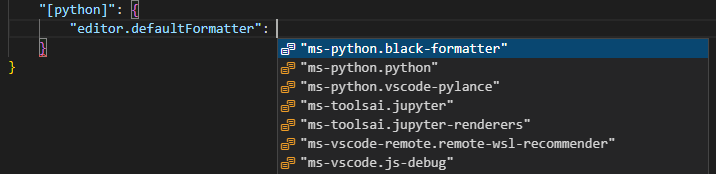 "[python]": {
"editor.defaultFormatter":
"ms-python.black-formatter"
}
"ms-python.python"
}
"ms-python.vscode-pylance"
"ms-toolsai.jupyter"
"ms-toolsai.jupyter-renderers"
"ms-vscode-remote.remote-wsl-recommender"
"ms-vscode.js-debug"